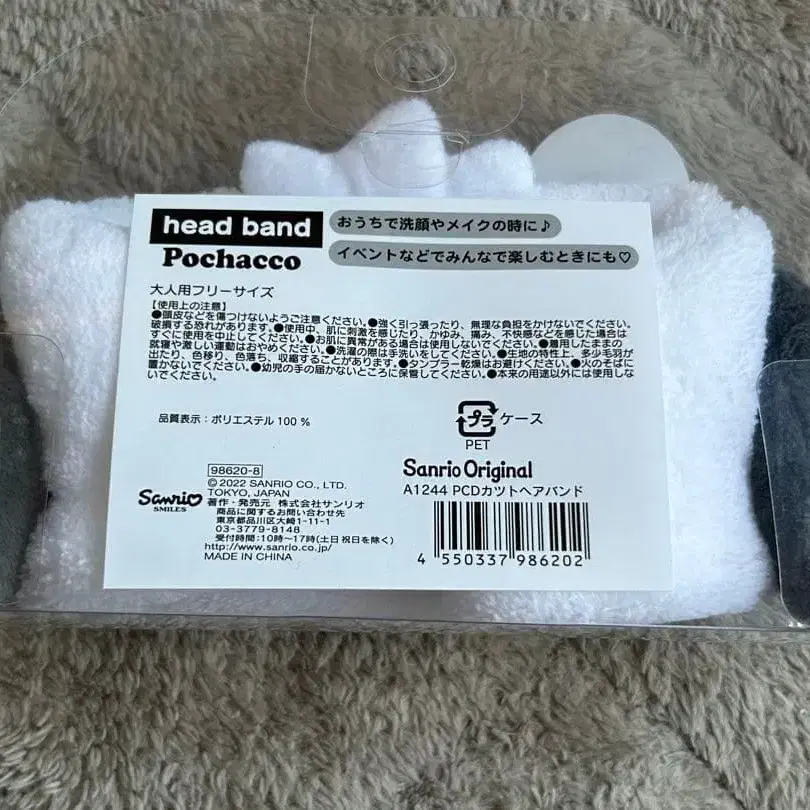 head band
おうちで洗顔やメイクの時に♪
Pochacco
イベントなどでみんなで楽しむときにも♡
大人用フリーサイズ
【使用上の注意】
●頭皮などを傷つけないようご注意ください。●強く引っ張ったり、無理な負担をかけないでください。
破損する恐れがあります。●使用中、肌に刺激を感じたり、かゆみ、痛み、不快感などを感じた場合は
すぐに使用を中止してください。●お肌に異常がある場合は使用しないでください。●着用したままの
就寝や激しい運動はおやめください。●洗濯の際は手洗いをしてください。●生地の特性上、多少毛羽が
出たり、色移り、色落ち、収縮することがあります。●タンブラー乾燥はお避けください。●火のそばに
置かないでください。●幼児の手の届かないところに保管してください。●本来の用途以外には使用しな
いでください。
品質表示：ポリエステル 100 %
プラ ケース
PET
98620-8
© 2022 SANRIO CO., LTD.
TOKYO, JAPAN
Sanrio
SMILES
著作・発売元 株式会社サンリオ
商品に関するお問い合わせ先
東京都品川区大崎1-11-1
03-3779-8148
受付時間:10時〜17時(土日 祝日を除く)
http://www.sanrio.co.jp/
MADE IN CHINA
Sanrio Original
A1244 PCDカツトヘアバンド
4 550337 986202